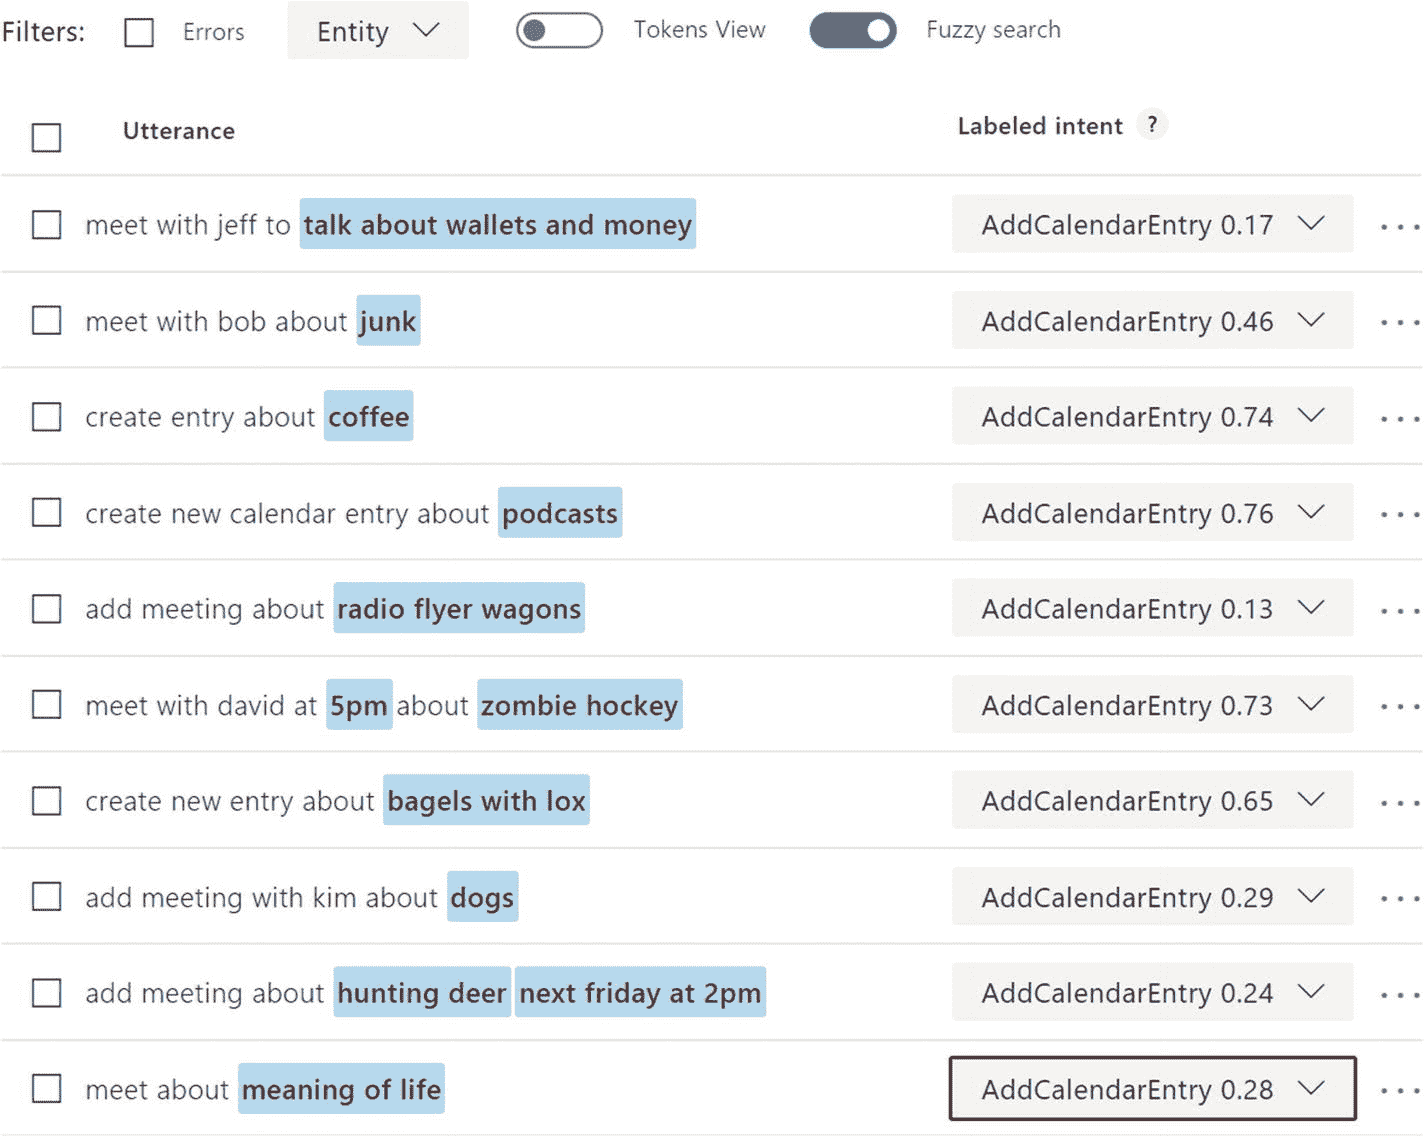 Filters: Errors Entity Tokens View Fuzzy search
Utterance Labeled intent ?
meet with jeff to talk about wallets and money AddCalendarEntry 0.17
meet with bob about junk AddCalendarEntry 0.46
create entry about coffee AddCalendarEntry 0.74
create new calendar entry about podcasts AddCalendarEntry 0.76
add meeting about radio flyer wagons AddCalendarEntry 0.13
meet with david at 5pm about zombie hockey AddCalendarEntry 0.73
create new entry about bagels with lox AddCalendarEntry 0.65
add meeting with kim about dogs AddCalendarEntry 0.29
add meeting about hunting deer next friday at 2pm AddCalendarEntry 0.24
meet about meaning of life AddCalendarEntry 0.28